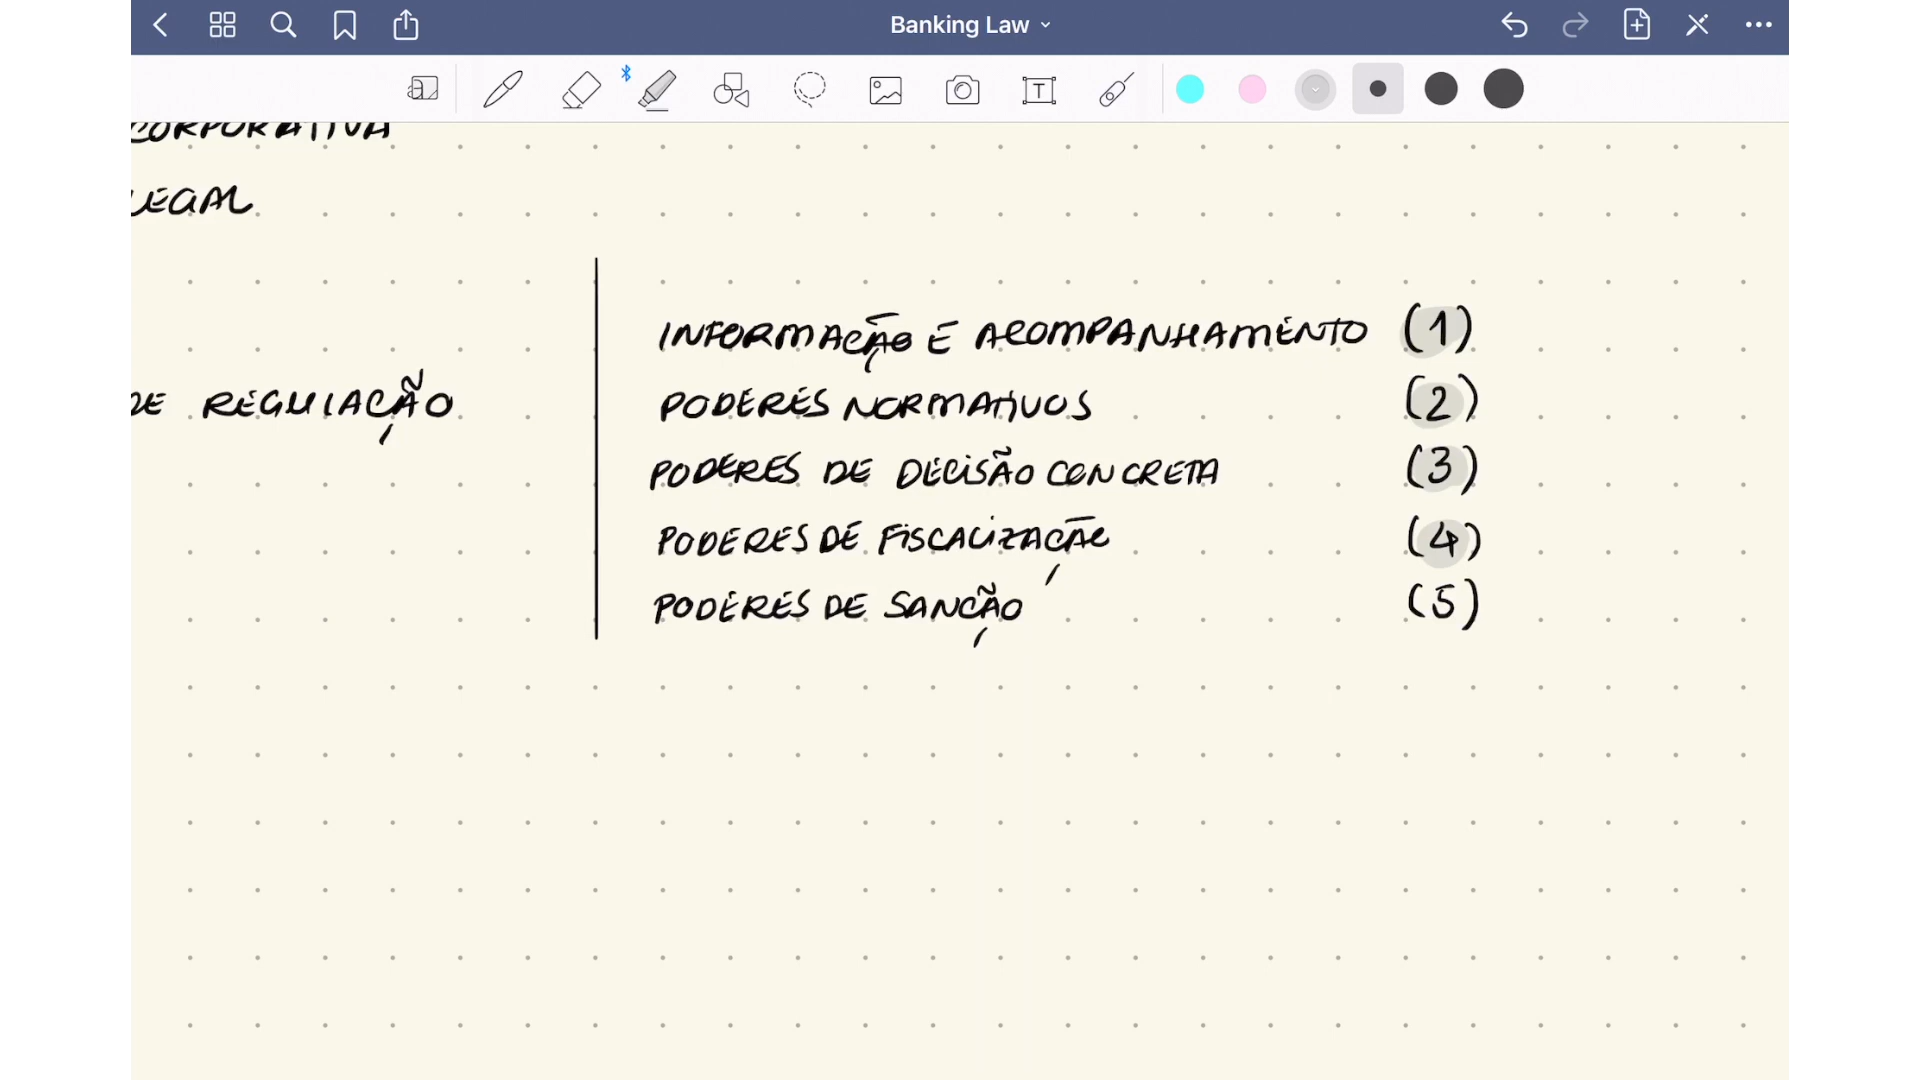 Banking Law
CORPORATIVA
LEGAL
INFORMAÇÃO E ACOMPANHAMENTO (1)
DE REGULAÇÃO
PODERES NORMATIVOS (2)
PODERES DE DECISÃO CONCRETA (3)
PODERES DE FISCALIZAÇÃO (4)
PODERES DE SANÇÃO (5)